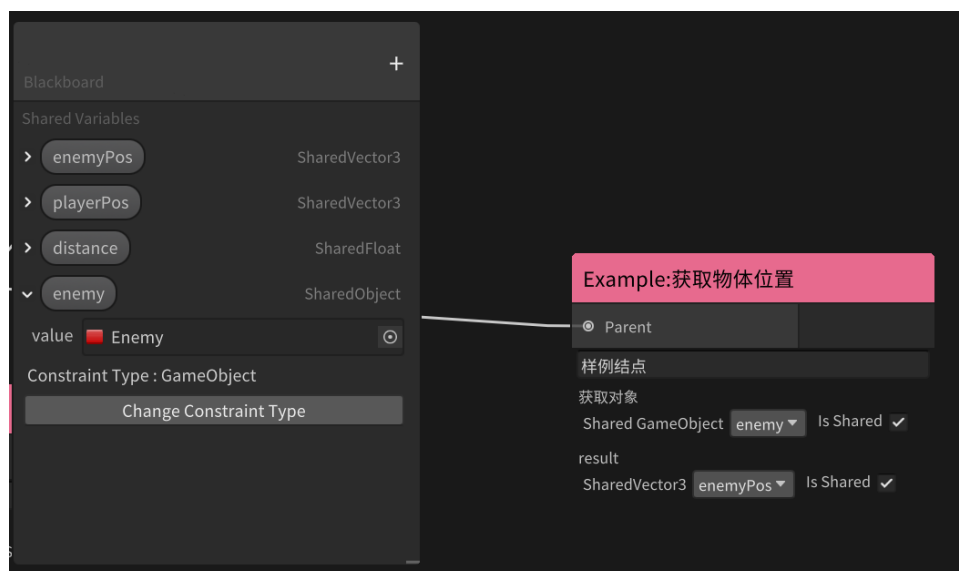 Blackboard
Shared Variables
enemyPos SharedVector3
playerPos SharedVector3
distance SharedFloat
enemy SharedObject
value Enemy
Constraint Type : GameObject
Change Constraint Type
Example:获取物体位置
Parent
样例结点
获取对象
Shared GameObject enemy Is Shared
result
SharedVector3 enemyPos Is Shared